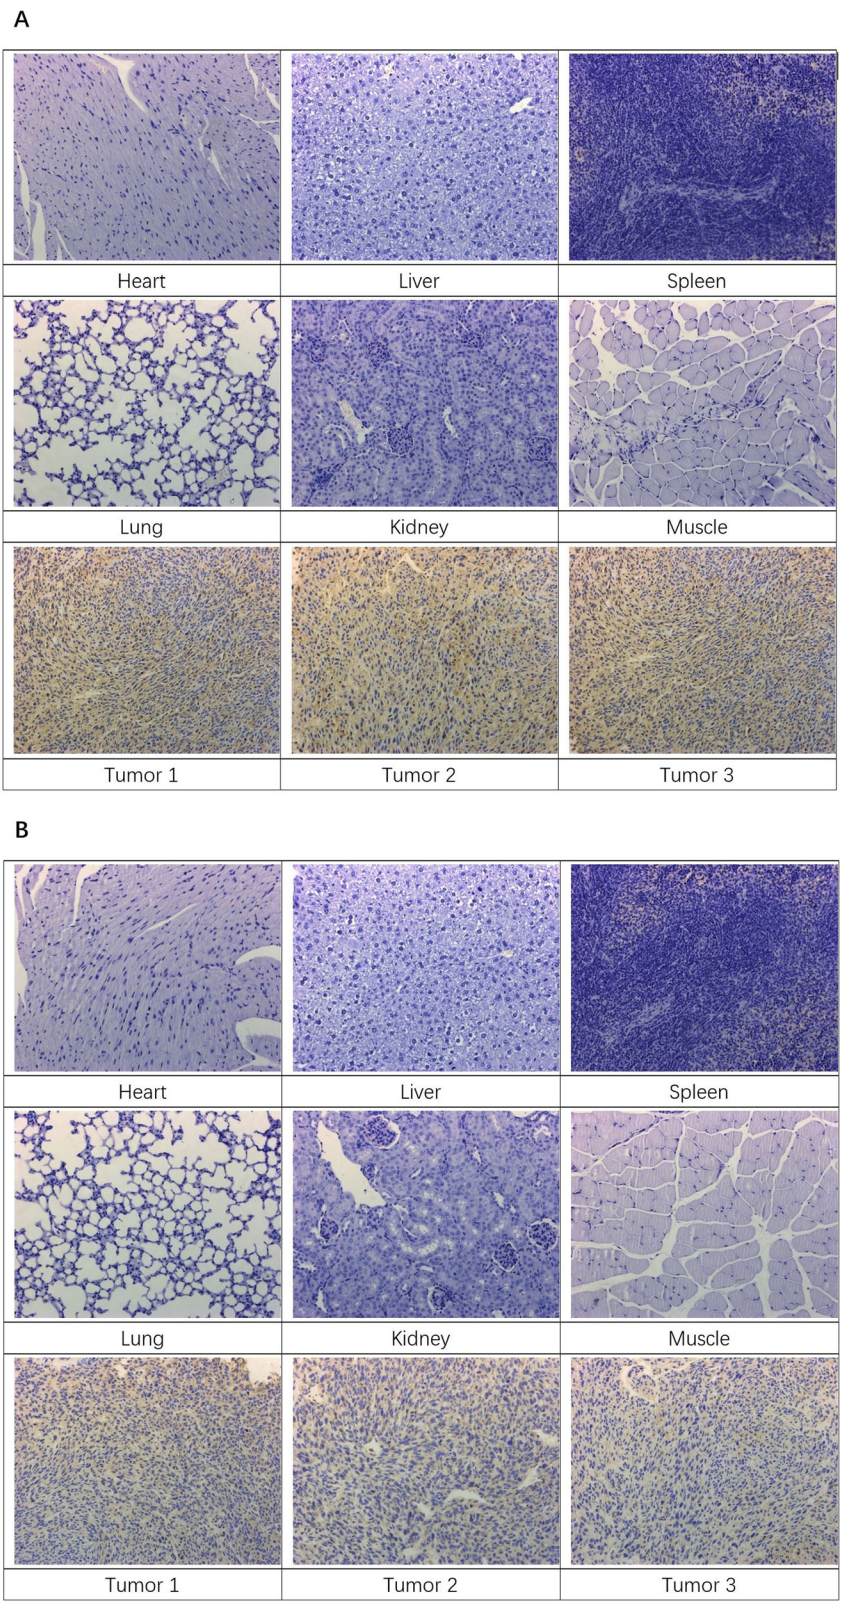 A
Heart Liver Spleen
Lung Kidney Muscle
Tumor 1 Tumor 2 Tumor 3
B
Heart Liver Spleen
Lung Kidney Muscle
Tumor 1 Tumor 2 Tumor 3